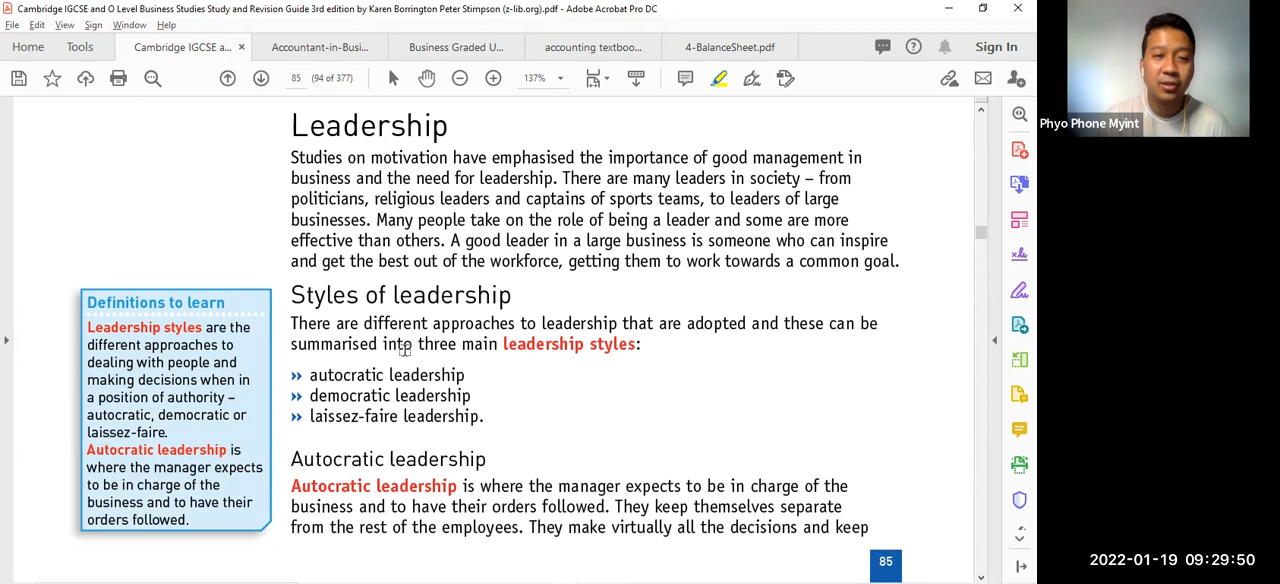 Cambridge IGCSE and O Level Business Studies Study and Revision Guide 3rd edition by Karen Borrington Peter Stimpson (z-lib.org).pdf - Adobe Acrobat Pro DC
File Edit View Sign Window Help
Home Tools Cambridge IGCSE a... × Accountant-in-Busi... Business Graded U... accounting textboo... 4-BalanceSheet.pdf Sign In
85 (94 of 377) 137%
Phyo Phone Myint
Leadership
Studies on motivation have emphasised the importance of good management in
business and the need for leadership. There are many leaders in society – from
politicians, religious leaders and captains of sports teams, to leaders of large
businesses. Many people take on the role of being a leader and some are more
effective than others. A good leader in a large business is someone who can inspire
and get the best out of the workforce, getting them to work towards a common goal.
Styles of leadership
There are different approaches to leadership that are adopted and these can be
summarised into three main leadership styles:
» autocratic leadership
» democratic leadership
» laissez-faire leadership.
Definitions to learn
Leadership styles are the
different approaches to
dealing with people and
making decisions when in
a position of authority –
autocratic, democratic or
laissez-faire.
Autocratic leadership is
where the manager expects
to be in charge of the
business and to have their
orders followed.
Autocratic leadership
Autocratic leadership is where the manager expects to be in charge of the
business and to have their orders followed. They keep themselves separate
from the rest of the employees. They make virtually all the decisions and keep
85
2022-01-19 09:29:50